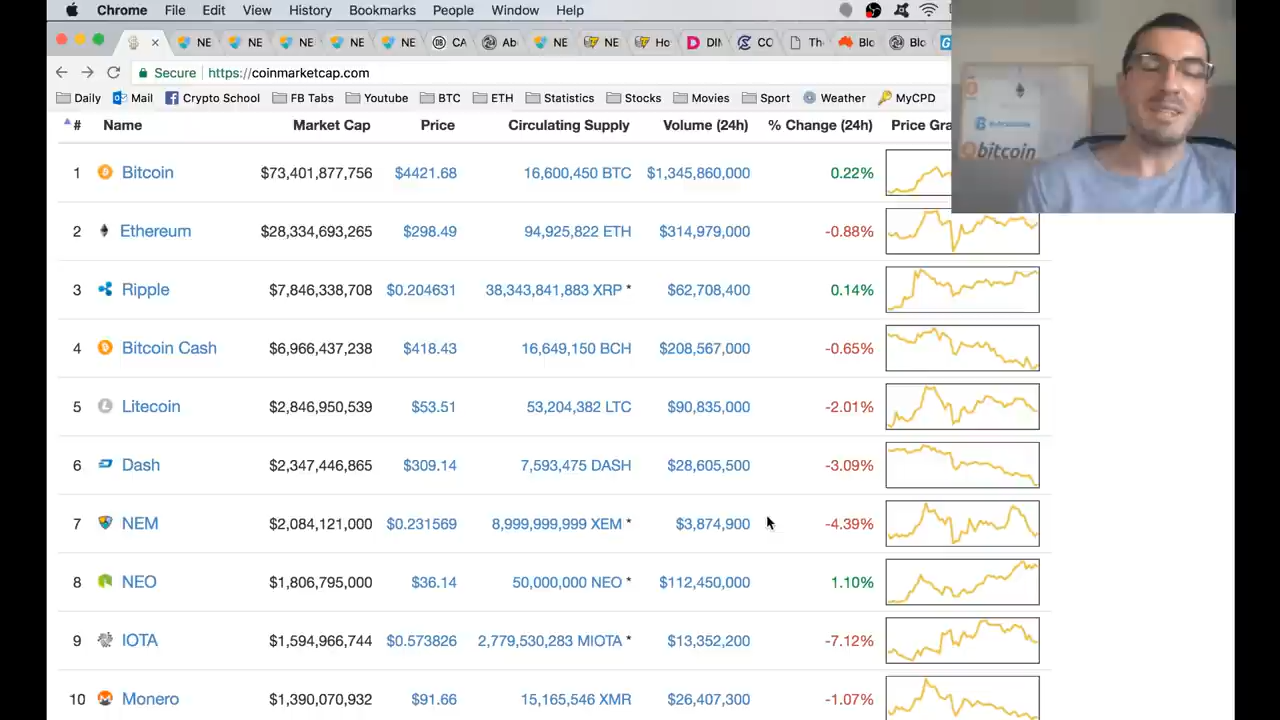 Chrome File Edit View History Bookmarks People Window Help
NE NE NE NE NE CA Ab NE NE Ho DIN CO Th Blo Blo
Secure https://coinmarketcap.com
Daily Mail Crypto School FB Tabs Youtube BTC ETH Statistics Stocks Movies Sport Weather MyCPD
# Name Market Cap Price Circulating Supply Volume (24h) % Change (24h) Price Gra
1 Bitcoin $73,401,877,756 $4421.68 16,600,450 BTC $1,345,860,000 0.22%
2 Ethereum $28,334,693,265 $298.49 94,925,822 ETH $314,979,000 -0.88%
3 Ripple $7,846,338,708 $0.204631 38,343,841,883 XRP * $62,708,400 0.14%
4 Bitcoin Cash $6,966,437,238 $418.43 16,649,150 BCH $208,567,000 -0.65%
5 Litecoin $2,846,950,539 $53.51 53,204,382 LTC $90,835,000 -2.01%
6 Dash $2,347,446,865 $309.14 7,593,475 DASH $28,605,500 -3.09%
7 NEM $2,084,121,000 $0.231569 8,999,999,999 XEM * $3,874,900 -4.39%
8 NEO $1,806,795,000 $36.14 50,000,000 NEO * $112,450,000 1.10%
9 IOTA $1,594,966,744 $0.573826 2,779,530,283 MIOTA * $13,352,200 -7.12%
10 Monero $1,390,070,932 $91.66 15,165,546 XMR $26,407,300 -1.07%
bitcoin